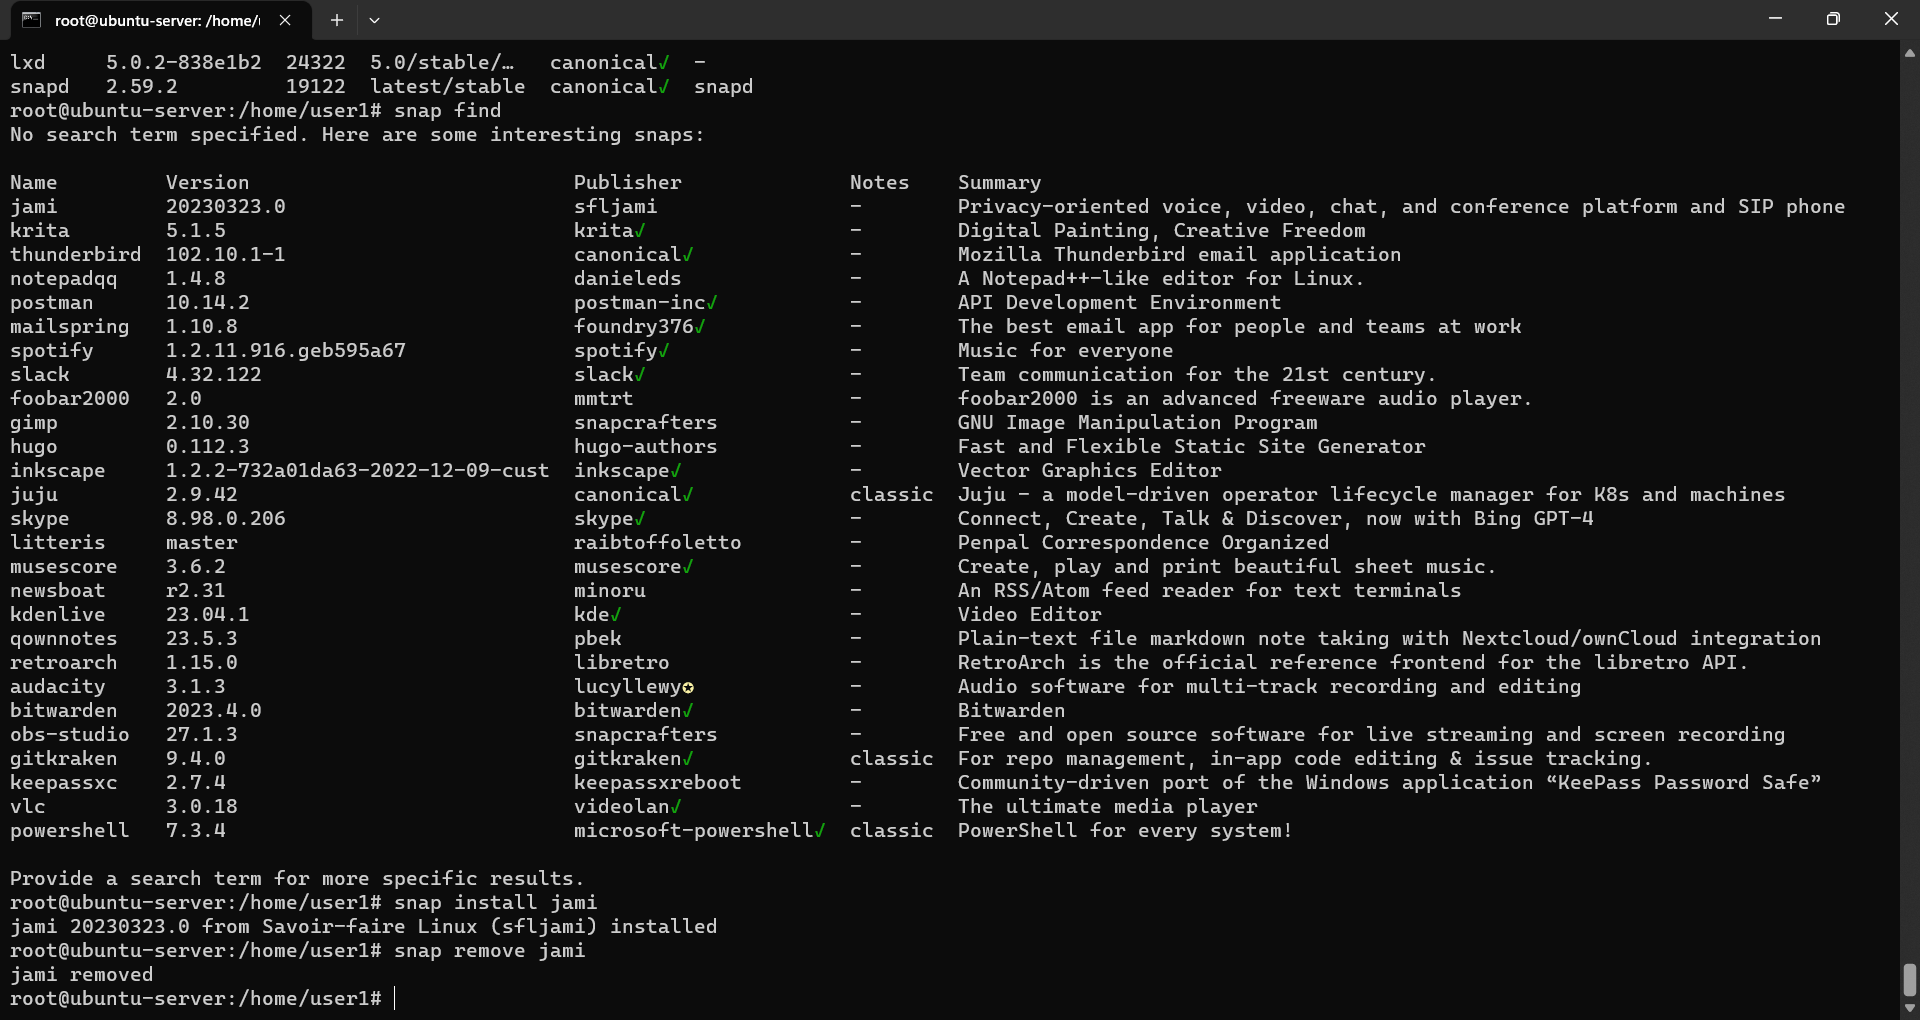 root@ubuntu-server: /home/u
lxd     5.0.2-838e1b2  24322  5.0/stable/…   canonical✓  -
snapd   2.59.2         19122  latest/stable  canonical✓  snapd
root@ubuntu-server:/home/user1# snap find
No search term specified. Here are some interesting snaps:

Name         Version                           Publisher              Notes    Summary
jami         20230323.0                        sfljami                -        Privacy-oriented voice, video, chat, and conference platform and SIP phone
krita        5.1.5                             krita✓                 -        Digital Painting, Creative Freedom
thunderbird  102.10.1-1                        canonical✓             -        Mozilla Thunderbird email application
notepadqq    1.4.8                             danieleds              -        A Notepad++-like editor for Linux.
postman      10.14.2                           postman-inc✓           -        API Development Environment
mailspring   1.10.8                            foundry376✓            -        The best email app for people and teams at work
spotify      1.2.11.916.geb595a67              spotify✓               -        Music for everyone
slack        4.32.122                          slack✓                 -        Team communication for the 21st century.
foobar2000   2.0                               mmtrt                  -        foobar2000 is an advanced freeware audio player.
gimp         2.10.30                           snapcrafters           -        GNU Image Manipulation Program
hugo         0.112.3                           hugo-authors           -        Fast and Flexible Static Site Generator
inkscape     1.2.2-732a01da63-2022-12-09-cust  inkscape✓              -        Vector Graphics Editor
juju         2.9.42                            canonical✓             classic  Juju - a model-driven operator lifecycle manager for K8s and machines
skype        8.98.0.206                        skype✓                 -        Connect, Create, Talk & Discover, now with Bing GPT-4
litteris     master                            raibtoffoletto         -        Penpal Correspondence Organized
musescore    3.6.2                             musescore✓             -        Create, play and print beautiful sheet music.
newsboat     r2.31                             minoru                 -        An RSS/Atom feed reader for text terminals
kdenlive     23.04.1                           kde✓                   -        Video Editor
qownnotes    23.5.3                            pbek                   -        Plain-text file markdown note taking with Nextcloud/ownCloud integration
retroarch    1.15.0                            libretro               -        RetroArch is the official reference frontend for the libretro API.
audacity     3.1.3                             lucyllewy✪             -        Audio software for multi-track recording and editing
bitwarden    2023.4.0                          bitwarden✓             -        Bitwarden
obs-studio   27.1.3                            snapcrafters           -        Free and open source software for live streaming and screen recording
gitkraken    9.4.0                             gitkraken✓             classic  For repo management, in-app code editing & issue tracking.
keepassxc    2.7.4                             keepassxreboot         -        Community-driven port of the Windows application “KeePass Password Safe”
vlc          3.0.18                            videolan✓              -        The ultimate media player
powershell   7.3.4                             microsoft-powershell✓  classic  PowerShell for every system!

Provide a search term for more specific results.
root@ubuntu-server:/home/user1# snap install jami
jami 20230323.0 from Savoir-faire Linux (sfljami) installed
root@ubuntu-server:/home/user1# snap remove jami
jami removed
root@ubuntu-server:/home/user1#